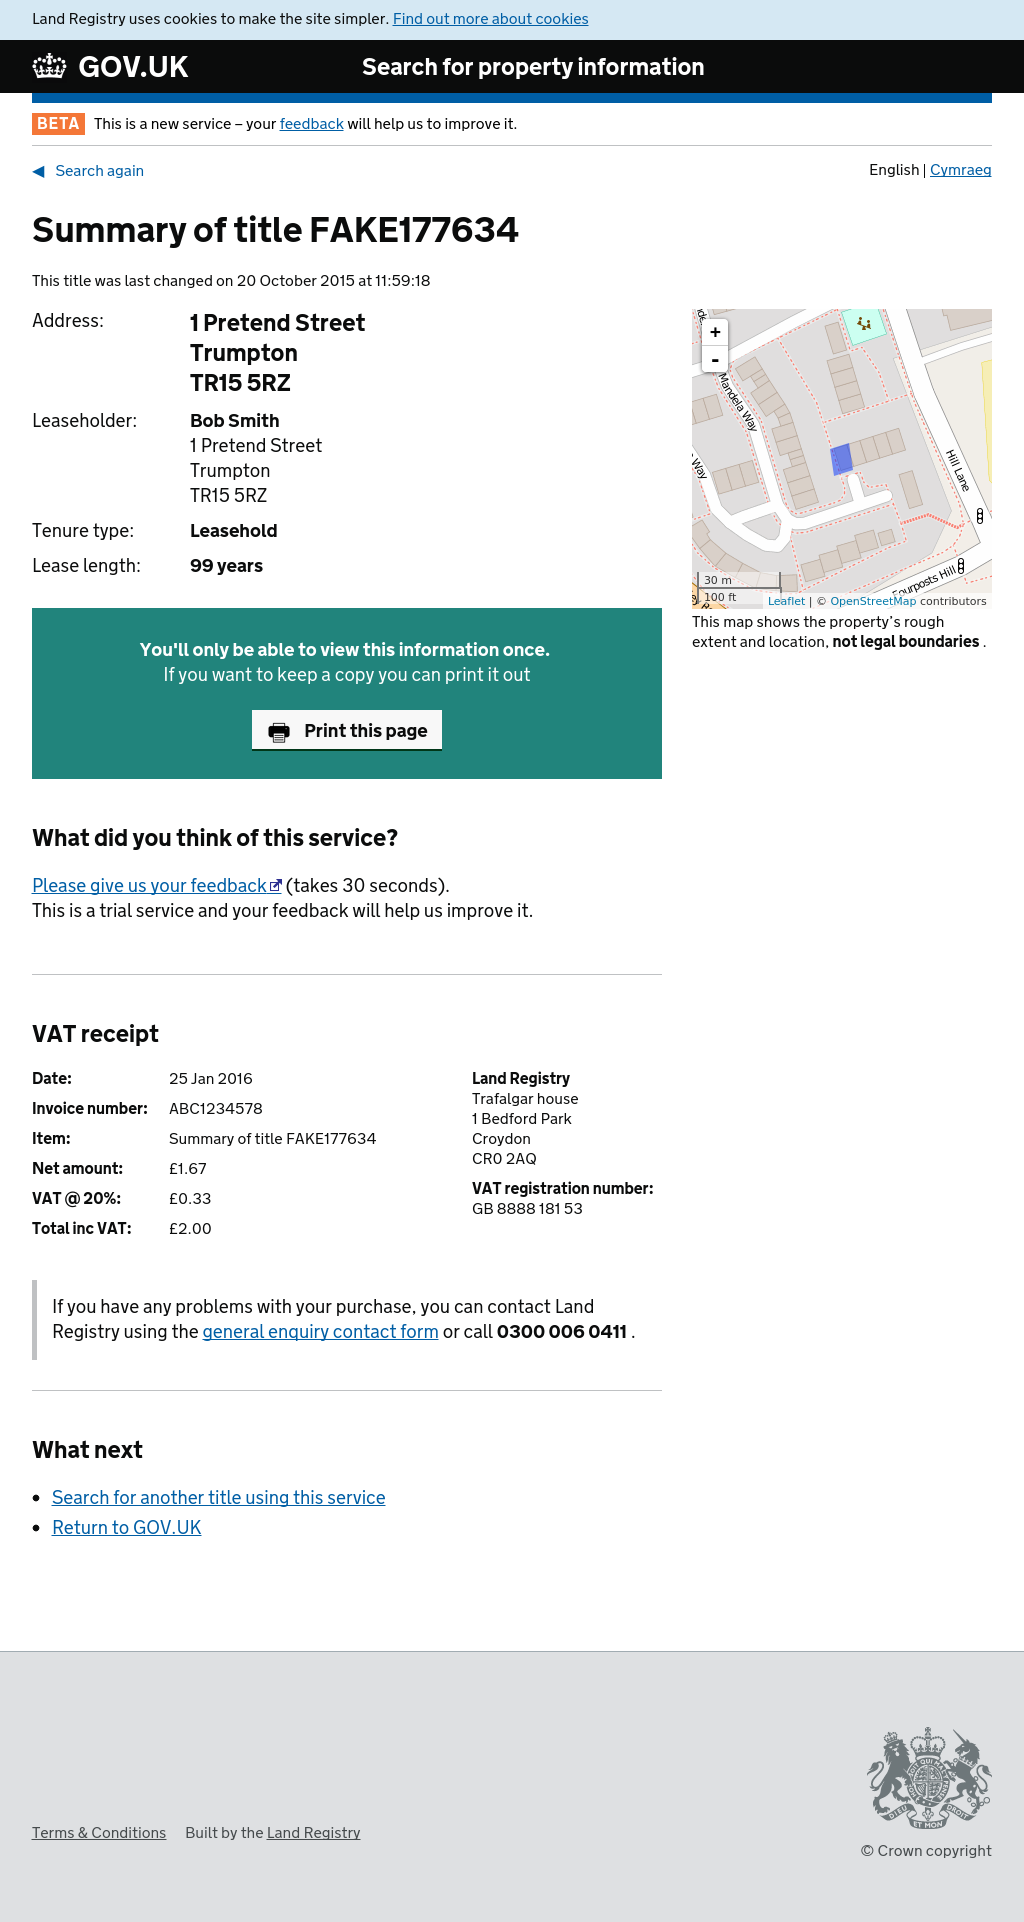 Land Registry uses cookies to make the site simpler. Find out more about cookies
GOV.UK
Search for property information
BETA This is a new service – your feedback will help us to improve it.
◀ Search again
English | Cymraeg
Summary of title FAKE177634
This title was last changed on 20 October 2015 at 11:59:18
Address:
1 Pretend Street
Trumpton
TR15 5RZ
Leaseholder:
Bob Smith
1 Pretend Street
Trumpton
TR15 5RZ
Tenure type:
Leasehold
Lease length:
99 years
+
-
Mandela Way
Way
Hill Lane
Fourposts Hill
30 m
100 ft
Leaflet | © OpenStreetMap contributors
This map shows the property's rough
extent and location, not legal boundaries .
You'll only be able to view this information once.
If you want to keep a copy you can print it out
Print this page
What did you think of this service?
Please give us your feedback (takes 30 seconds).
This is a trial service and your feedback will help us improve it.
VAT receipt
Date: 25 Jan 2016
Invoice number: ABC1234578
Item: Summary of title FAKE177634
Net amount: £1.67
VAT @ 20%: £0.33
Total inc VAT: £2.00
Land Registry
Trafalgar house
1 Bedford Park
Croydon
CR0 2AQ
VAT registration number:
GB 8888 181 53
If you have any problems with your purchase, you can contact Land
Registry using the general enquiry contact form or call 0300 006 0411 .
What next
• Search for another title using this service
• Return to GOV.UK
DIEU ET MON DROIT
Terms & Conditions Built by the Land Registry
© Crown copyright